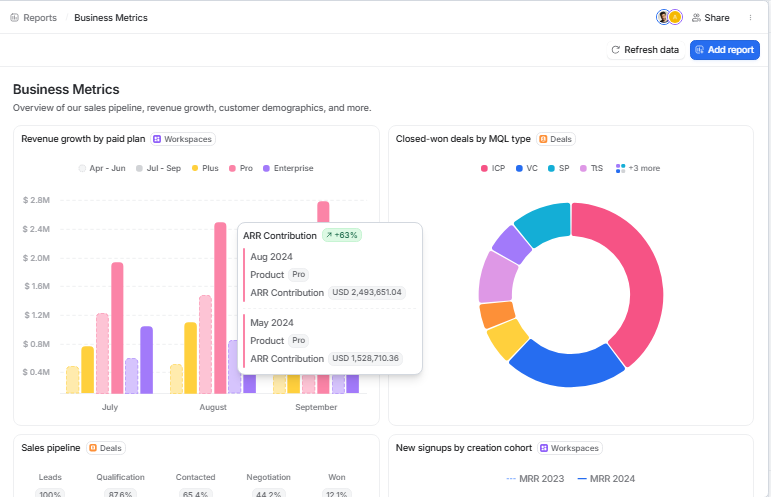 Reports / Business Metrics
Share
Refresh data
Add report
Business Metrics
Overview of our sales pipeline, revenue growth, customer demographics, and more.
Revenue growth by paid plan Workspaces
Apr - Jun Jul - Sep Plus Pro Enterprise
$ 2.8M
$ 2.4M
$ 2.0M
$ 1.6M
$ 1.2M
$ 0.8M
$ 0.4M
July August September
ARR Contribution ↗ +63%
Aug 2024
Product Pro
ARR Contribution USD 2,493,651.04
May 2024
Product Pro
ARR Contribution USD 1,528,710.36
Closed-won deals by MQL type Deals
ICP VC SP TtS +3 more
Sales pipeline Deals
Leads Qualification Contacted Negotiation Won
100% 87.6% 65.4% 44.2% 12.1%
New signups by creation cohort Workspaces
MRR 2023 MRR 2024